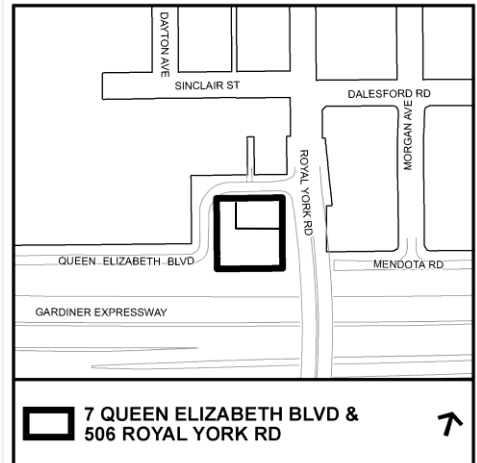 DAYTON AVE
SINCLAIR ST
DALESFORD RD
MORGAN AVE
ROYAL YORK RD
QUEEN ELIZABETH BLVD
MENDOTA RD
GARDINER EXPRESSWAY
7 QUEEN ELIZABETH BLVD &
506 ROYAL YORK RD